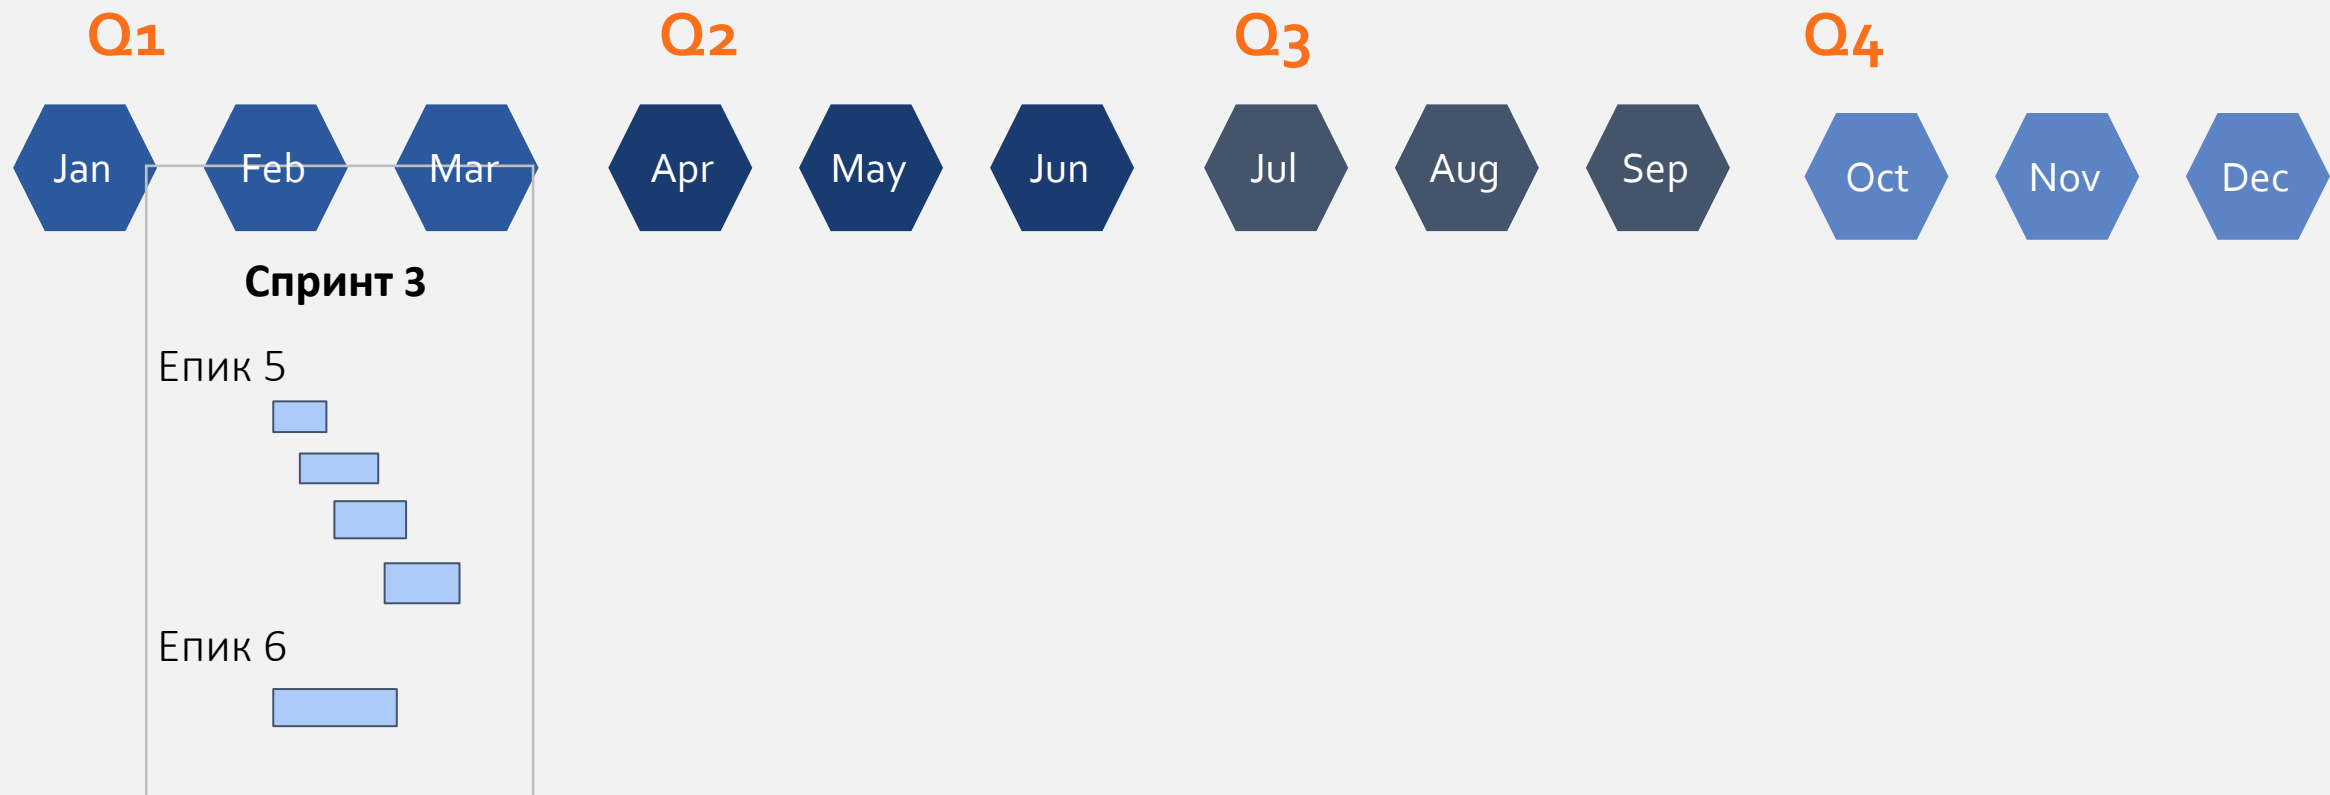 Q1 Q2 Q3 Q4
Jan Feb Mar Apr May Jun Jul Aug Sep Oct Nov Dec
Спринт 3
Епик 5
Епик 6